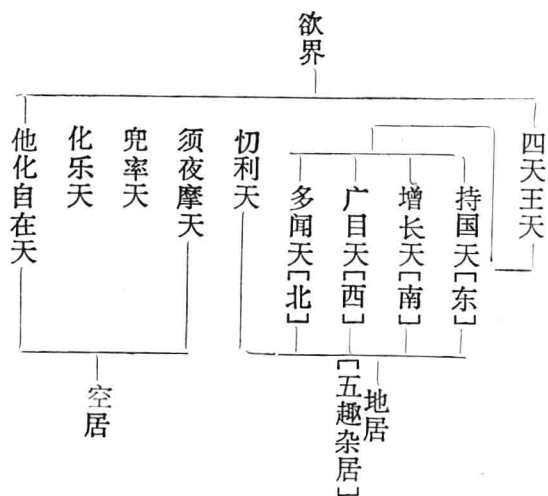 欲界
四天王天
持国天[东]
增长天[南]
广目天[西]
多闻天[北]
忉利天
须夜摩天
兜率天
化乐天
他化自在天
地居
[五趣杂居]
空居